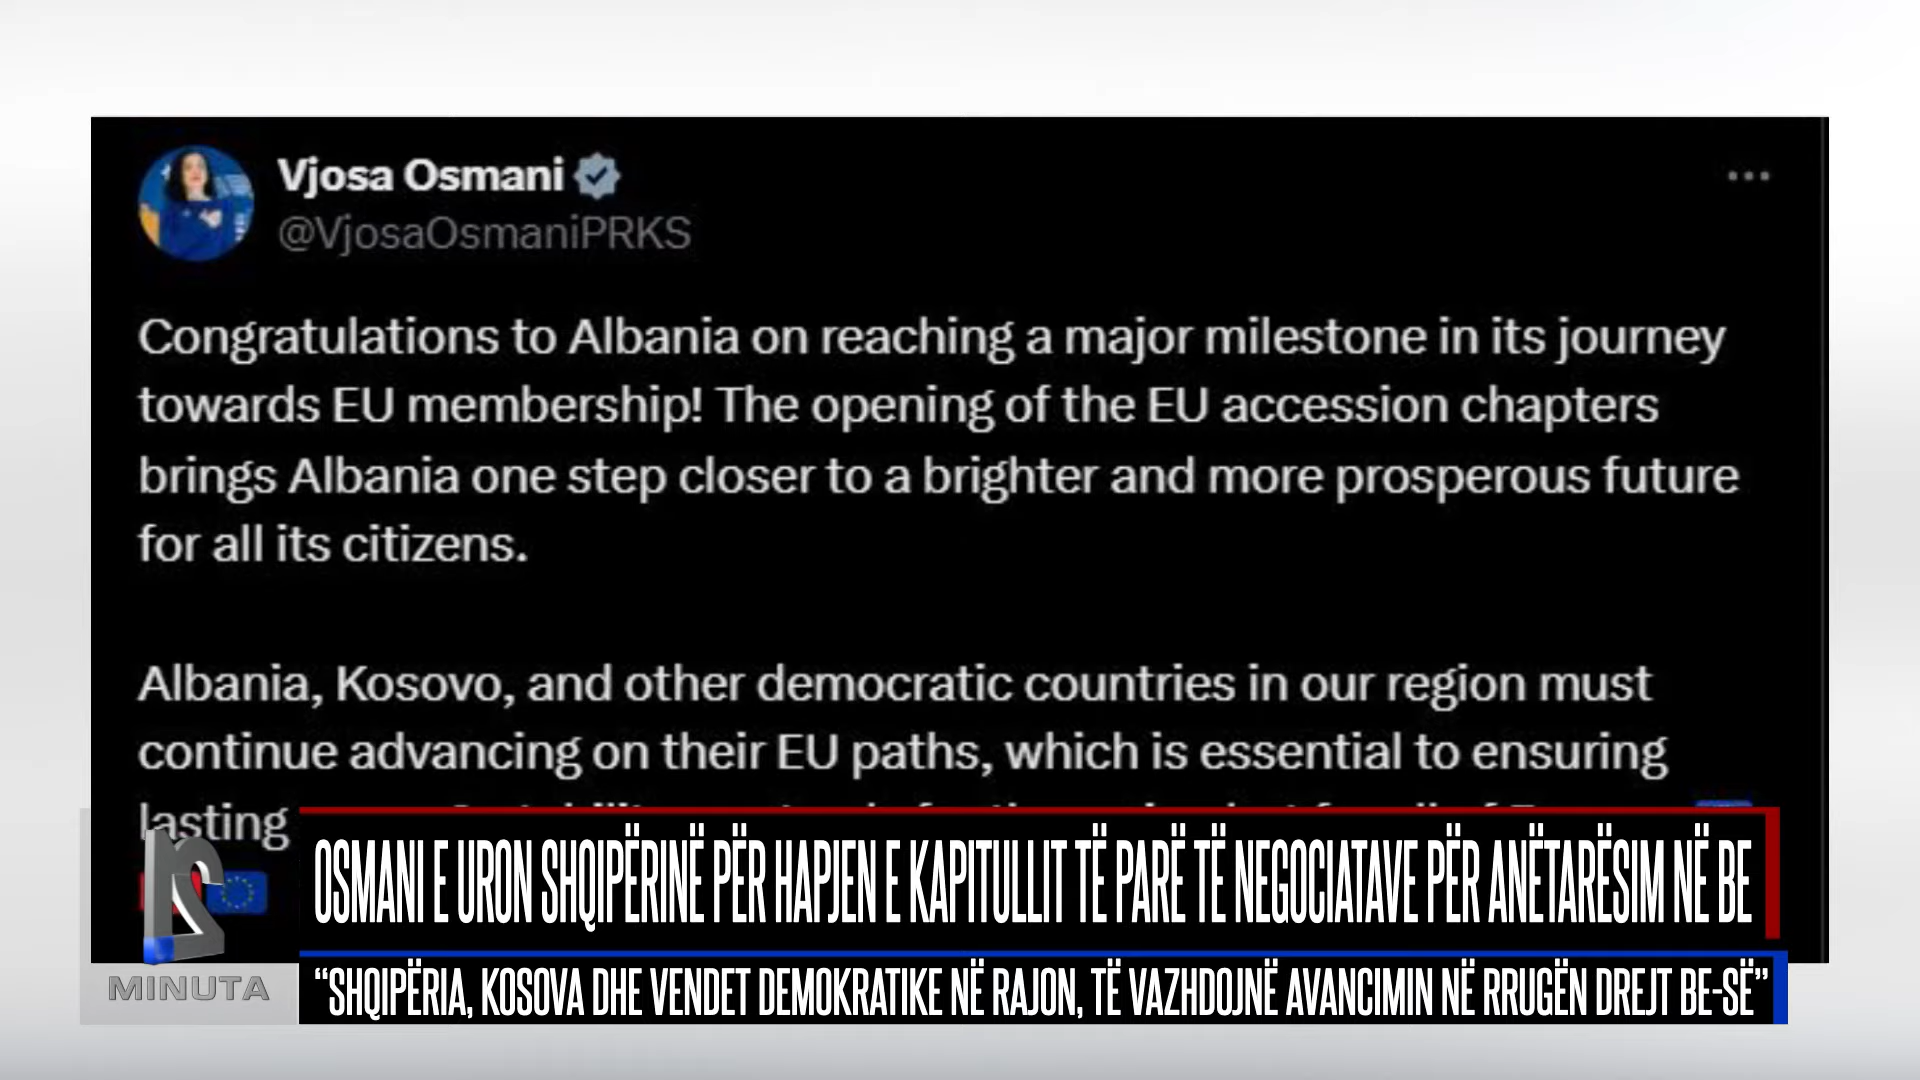 Vjosa Osmani
@VjosaOsmaniPRKS
Congratulations to Albania on reaching a major milestone in its journey
towards EU membership! The opening of the EU accession chapters
brings Albania one step closer to a brighter and more prosperous future
for all its citizens.
Albania, Kosovo, and other democratic countries in our region must
continue advancing on their EU paths, which is essential to ensuring
lasting
OSMANI E URON SHQIPËRINË PËR HAPJEN E KAPITULLIT TË PARË TË NEGOCIATAVE PËR ANËTARËSIM NË BE
12
MINUTA
“SHQIPËRIA, KOSOVA DHE VENDET DEMOKRATIKE NË RAJON, TË VAZHDOJNË AVANCIMIN NË RRUGËN DREJT BE-SË”